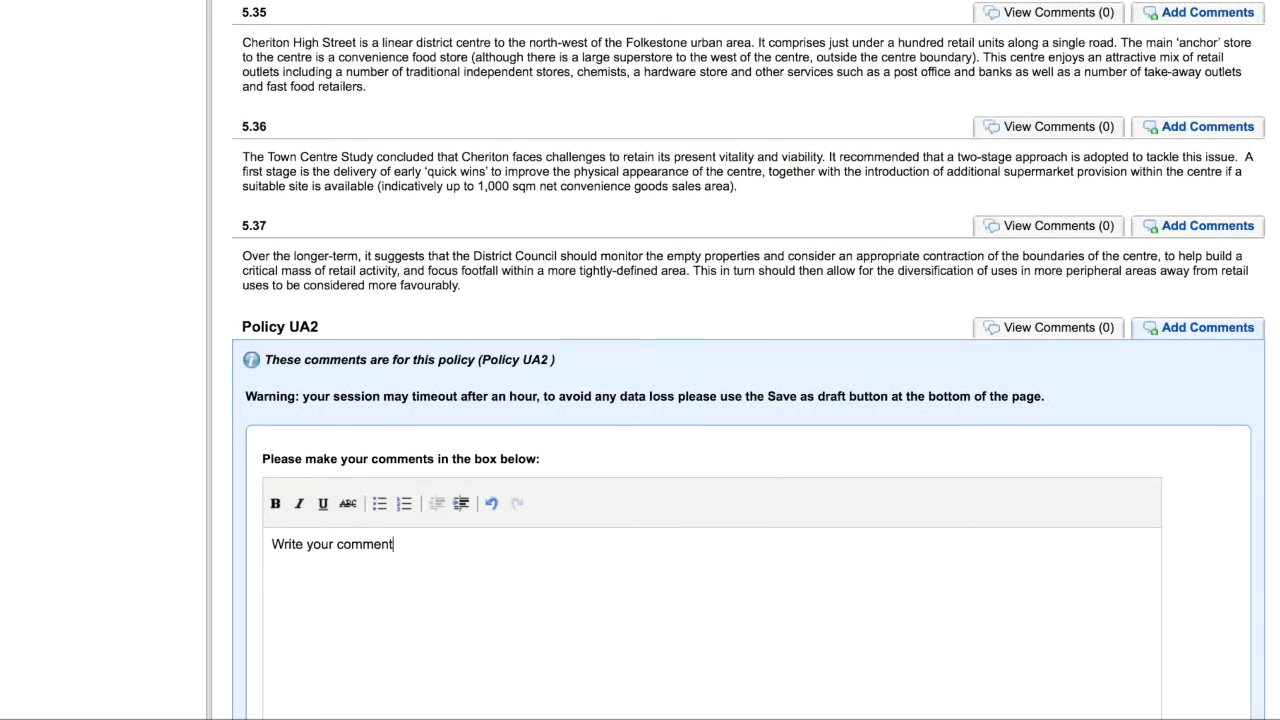 5.35 View Comments (0) Add Comments
Cheriton High Street is a linear district centre to the north-west of the Folkestone urban area. It comprises just under a hundred retail units along a single road. The main ‘anchor’ store
to the centre is a convenience food store (although there is a large superstore to the west of the centre, outside the centre boundary). This centre enjoys an attractive mix of retail
outlets including a number of traditional independent stores, chemists, a hardware store and other services such as a post office and banks as well as a number of take-away outlets
and fast food retailers.
5.36 View Comments (0) Add Comments
The Town Centre Study concluded that Cheriton faces challenges to retain its present vitality and viability. It recommended that a two-stage approach is adopted to tackle this issue. A
first stage is the delivery of early ‘quick wins’ to improve the physical appearance of the centre, together with the introduction of additional supermarket provision within the centre if a
suitable site is available (indicatively up to 1,000 sqm net convenience goods sales area).
5.37 View Comments (0) Add Comments
Over the longer-term, it suggests that the District Council should monitor the empty properties and consider an appropriate contraction of the boundaries of the centre, to help build a
critical mass of retail activity, and focus footfall within a more tightly-defined area. This in turn should then allow for the diversification of uses in more peripheral areas away from retail
uses to be considered more favourably.
Policy UA2 View Comments (0) Add Comments
These comments are for this policy (Policy UA2 )
Warning: your session may timeout after an hour, to avoid any data loss please use the Save as draft button at the bottom of the page.
Please make your comments in the box below:
B I U ABC
Write your comment